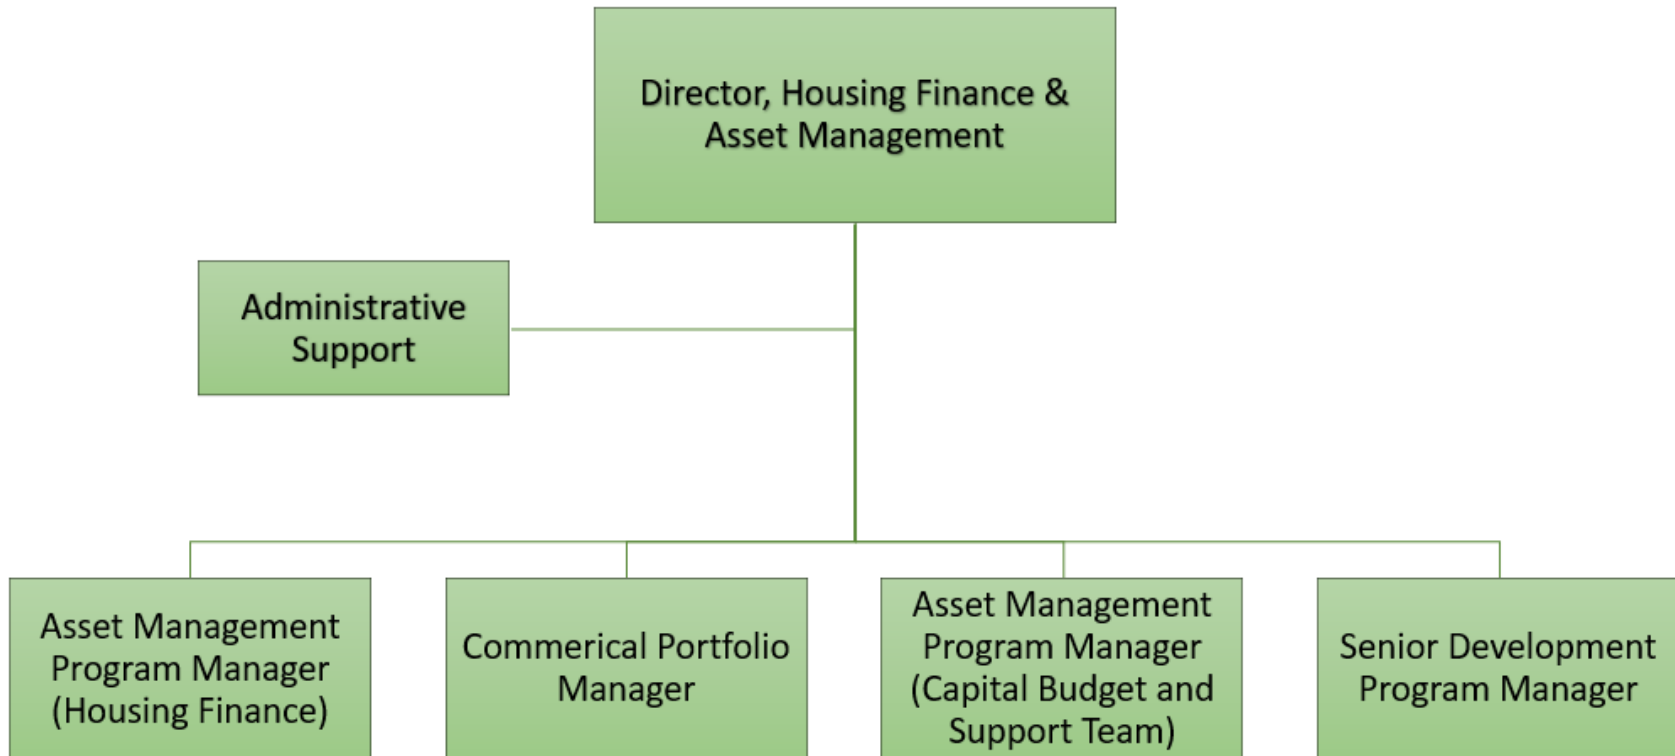 Director, Housing Finance &
Asset Management
Administrative
Support
Asset Management
Program Manager
(Housing Finance)
Commerical Portfolio
Manager
Asset Management
Program Manager
(Capital Budget and
Support Team)
Senior Development
Program Manager